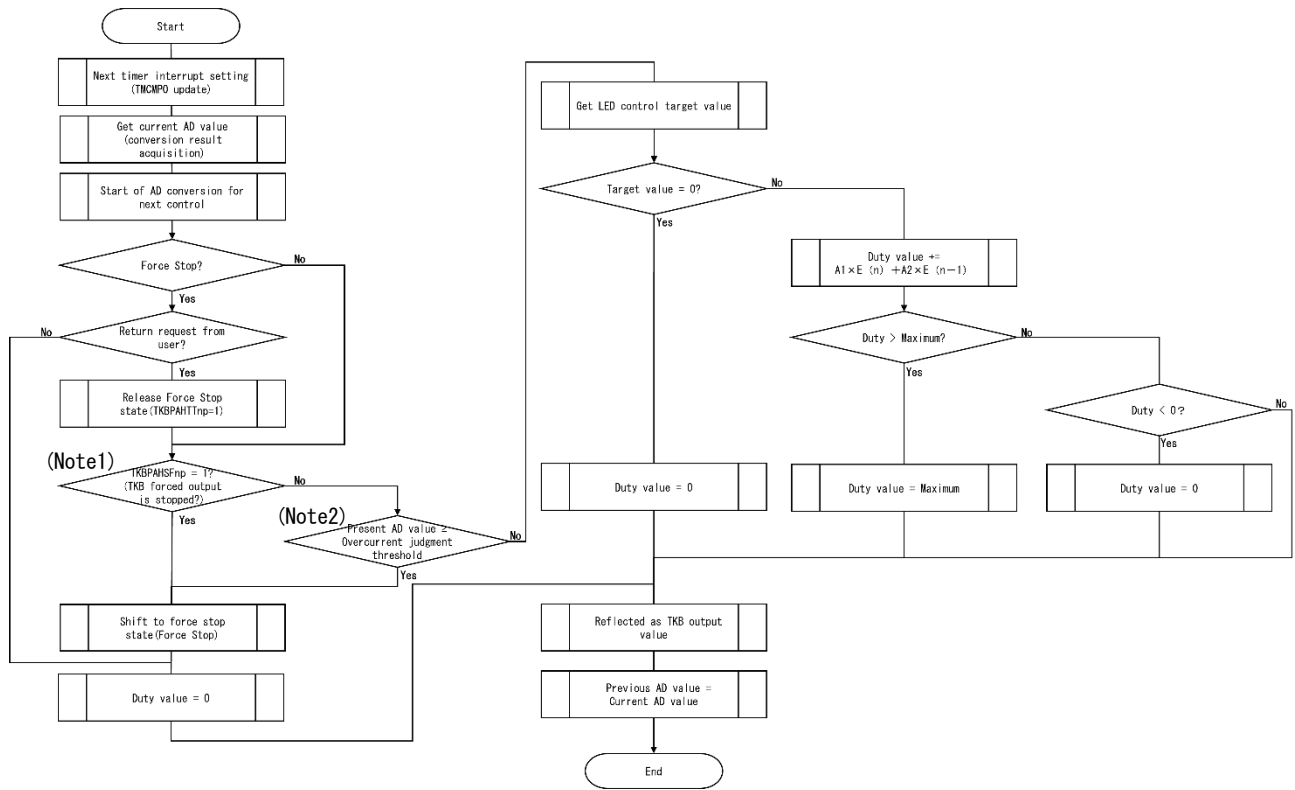 Start
Next timer interrupt setting
(TMCMP0 update)
Get current AD value
(conversion result
acquisition)
Start of AD conversion for
next control
Force Stop?
No
Yes
Return request from
user?
No
Yes
Release Force Stop
state(TKBPAHTTnp=1)
(Note1)
TKBPAHSFnp = 1?
(TKB forced output
is stopped?)
No
Yes
(Note2)
Present AD value ≥
Overcurrent judgment
threshold
No
Yes
Shift to force stop
state(Force Stop)
Duty value = 0
Get LED control target value
Target value = 0?
No
Yes
Duty value +=
A1×E (n) +A2×E (n−1)
Duty > Maximum?
No
Yes
Duty < 0?
No
Yes
Duty value = 0
Duty value = Maximum
Duty value = 0
Reflected as TKB output
value
Previous AD value =
Current AD value
End